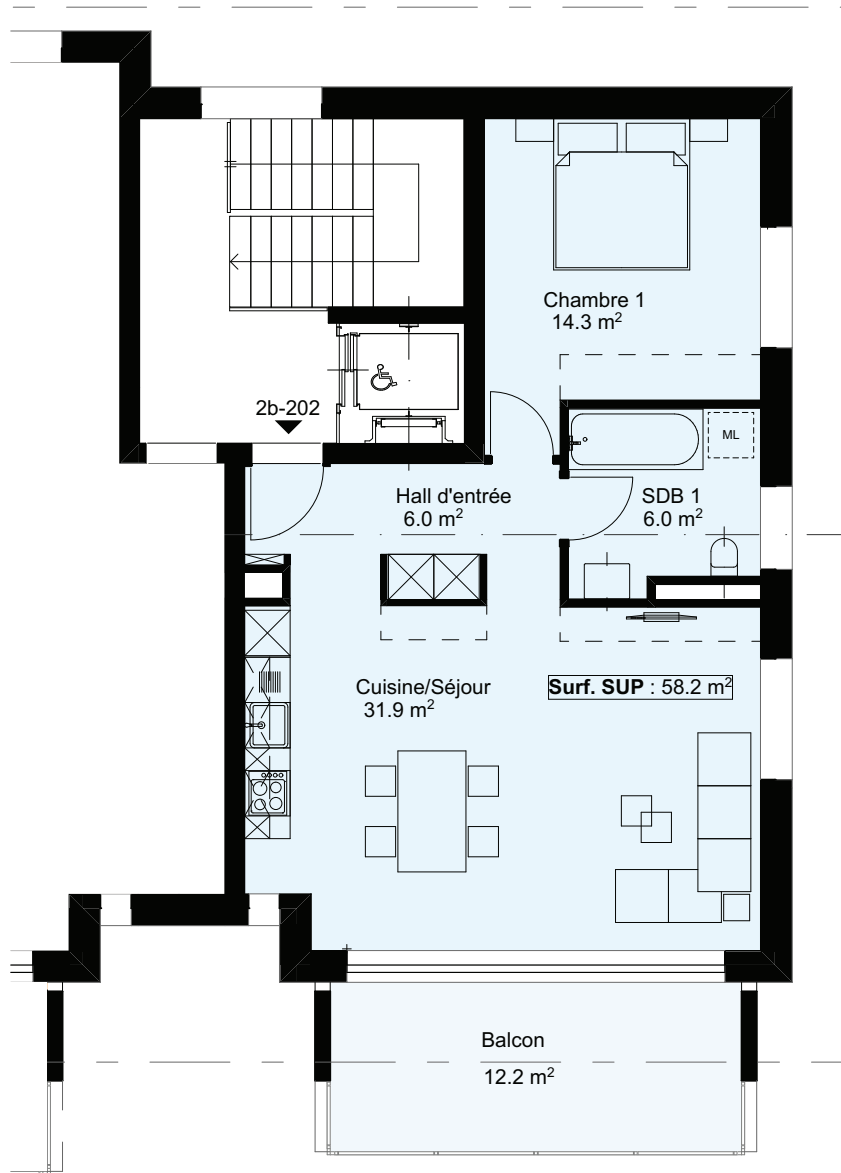 Chambre 1
14.3 m²
2b-202
ML
Hall d'entrée
6.0 m²
SDB 1
6.0 m²
Cuisine/Séjour
31.9 m²
Surf. SUP : 58.2 m²
Balcon
12.2 m²